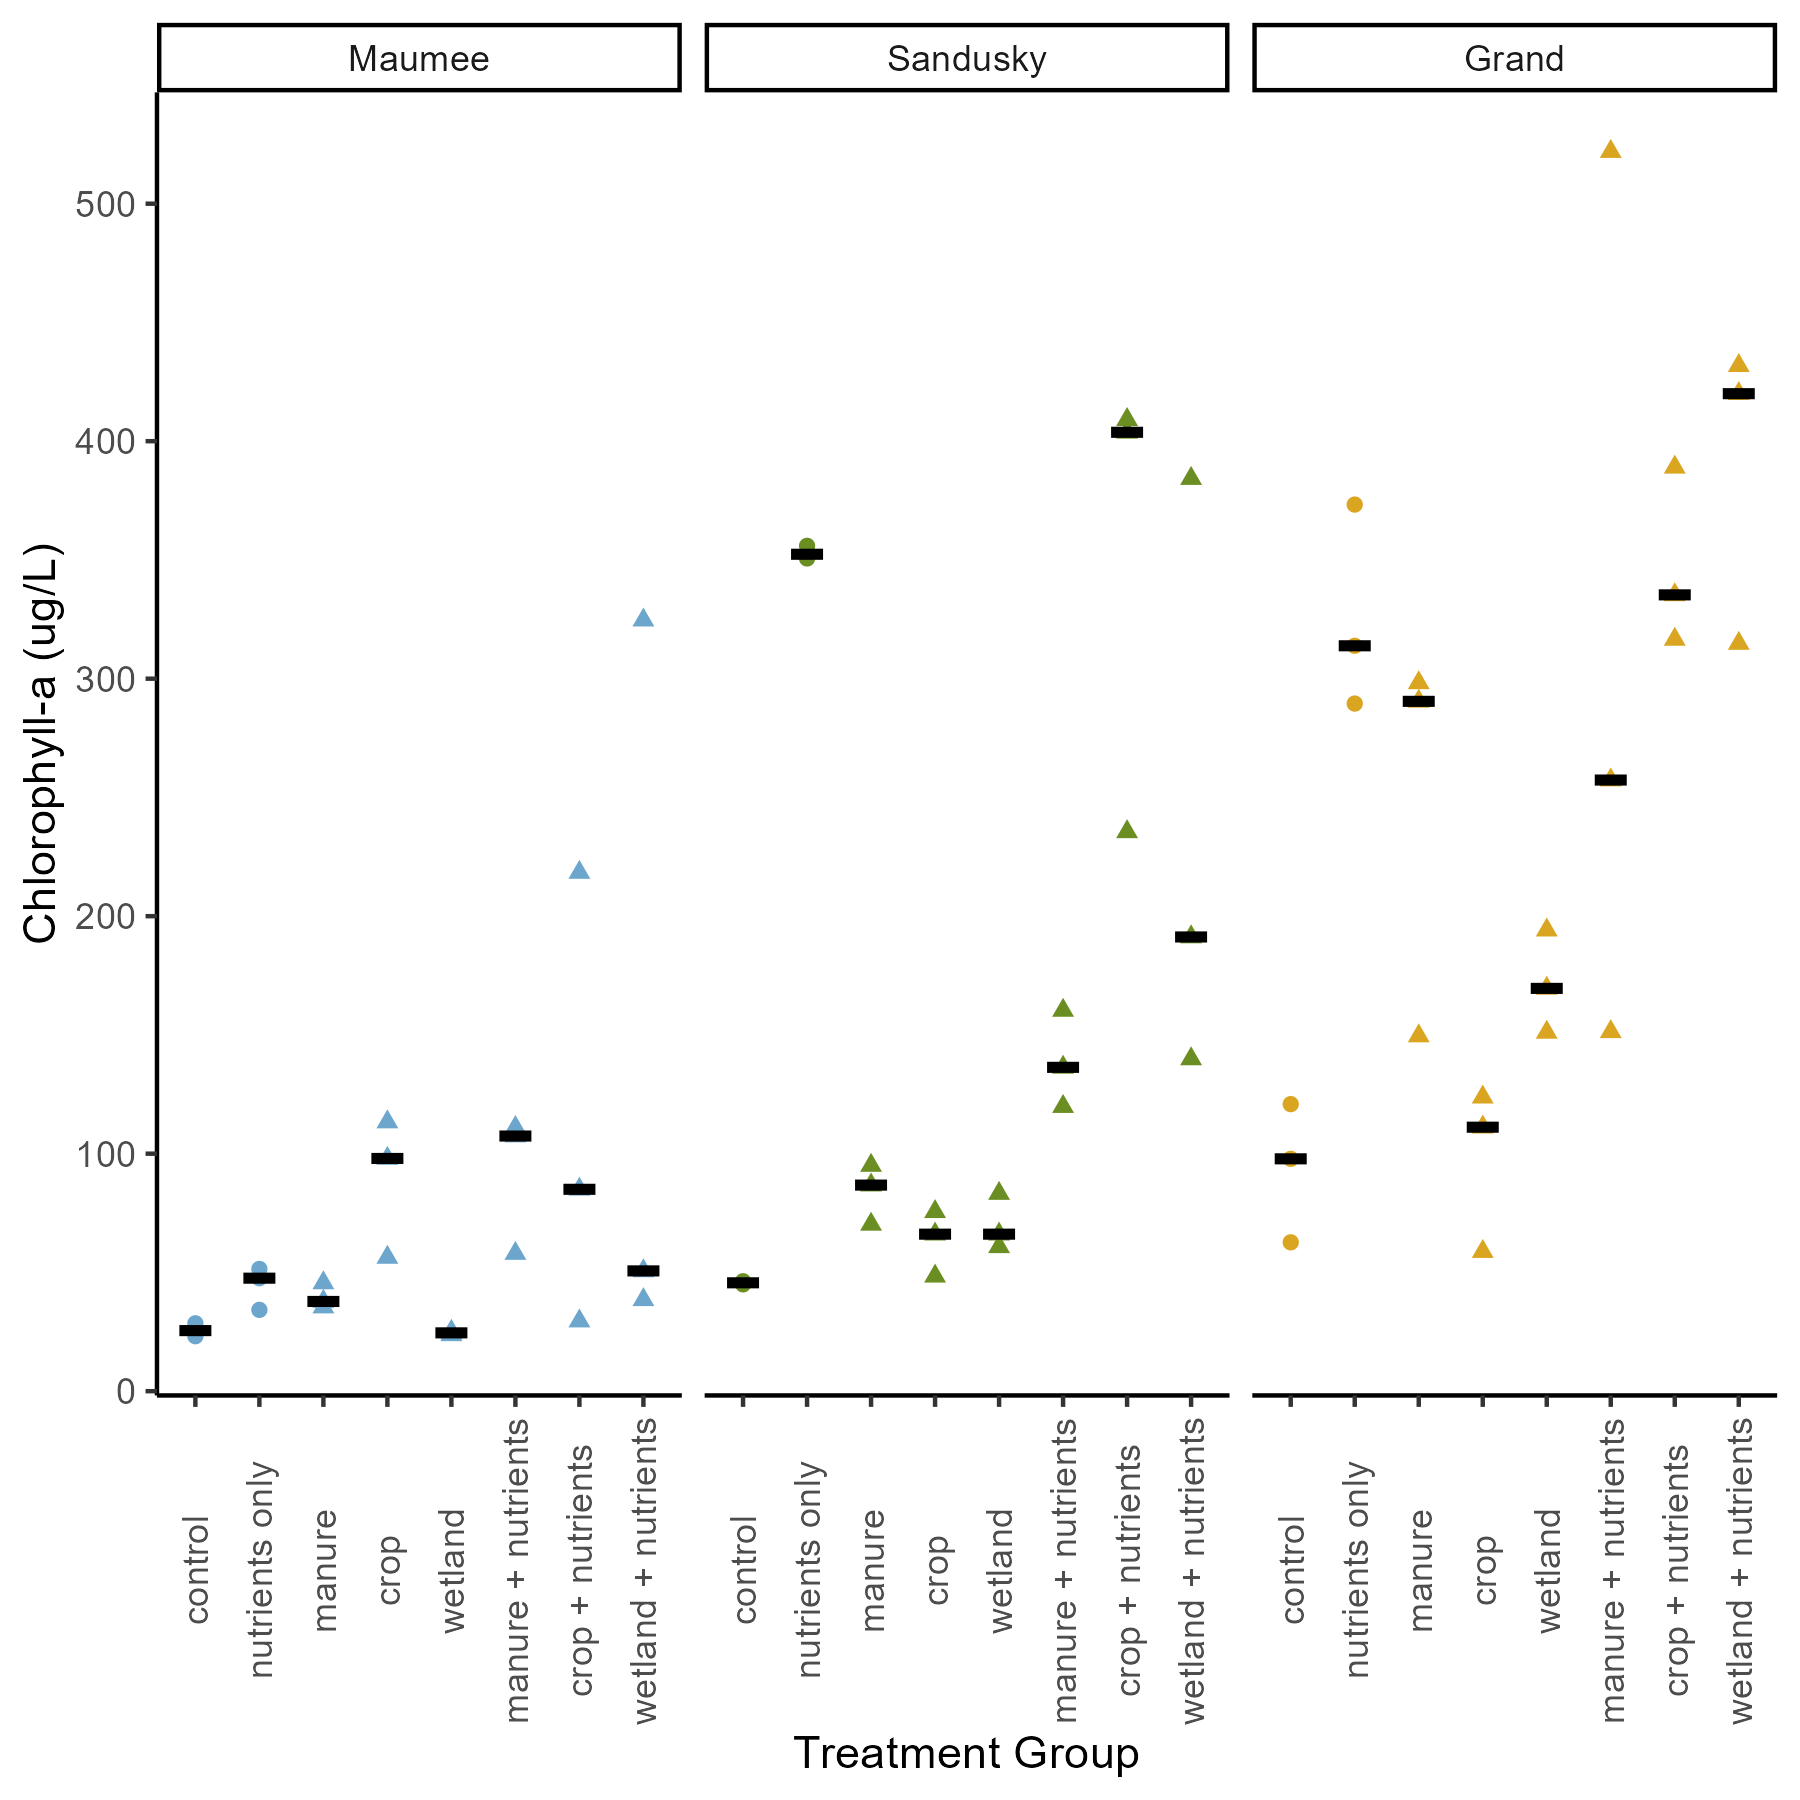 Maumee Sandusky Grand
Chlorophyll-a (ug/L)
500
400
300
200
100
0
control nutrients only manure crop wetland manure + nutrients crop + nutrients wetland + nutrients control nutrients only manure crop wetland manure + nutrients crop + nutrients wetland + nutrients control nutrients only manure crop wetland manure + nutrients crop + nutrients wetland + nutrients
Treatment Group